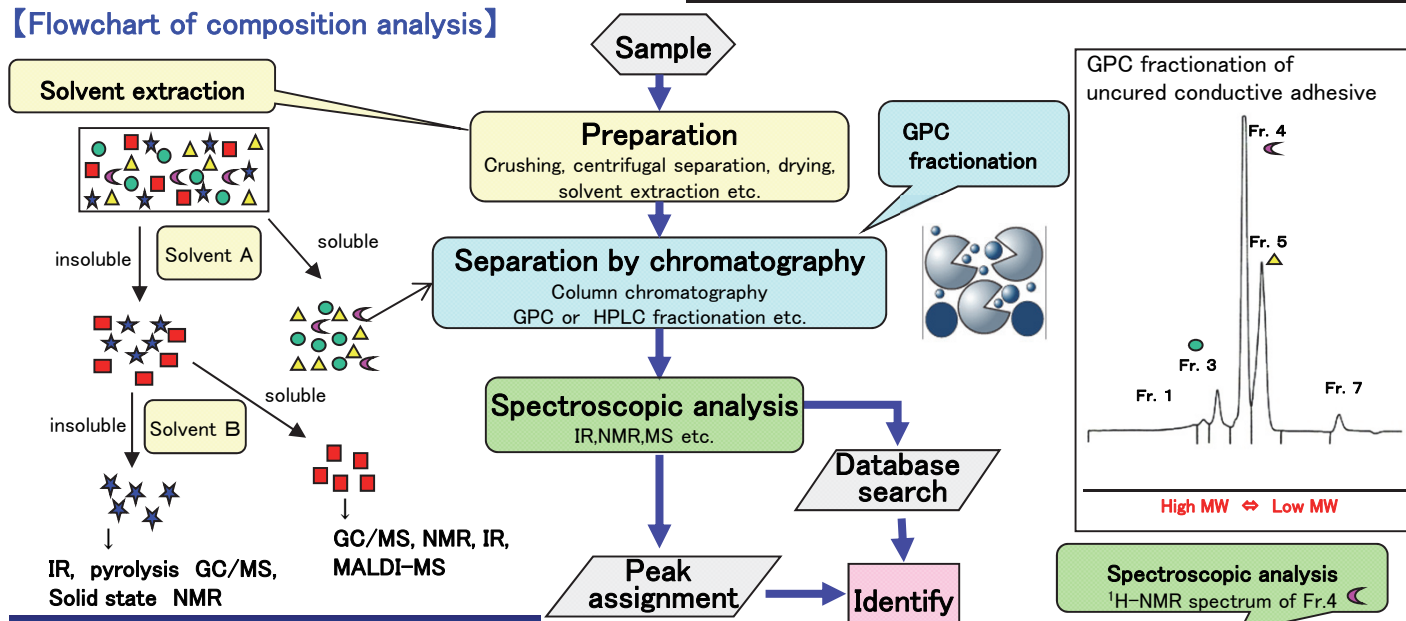 【Flowchart of composition analysis】
Sample
Solvent extraction
Preparation
Crushing, centrifugal separation, drying,
solvent extraction etc.
GPC
fractionation
insoluble
Solvent A
soluble
Separation by chromatography
Column chromatography
GPC or HPLC fractionation etc.
insoluble
Solvent B
soluble
Spectroscopic analysis
IR,NMR,MS etc.
Database
search
↓
IR, pyrolysis GC/MS,
Solid state NMR
↓
GC/MS, NMR, IR,
MALDI-MS
Peak
assignment
Identify
GPC fractionation of
uncured conductive adhesive
Fr. 4
Fr. 5
Fr. 3
Fr. 1
Fr. 7
High MW ⇔ Low MW
Spectroscopic analysis
¹H-NMR spectrum of Fr.4